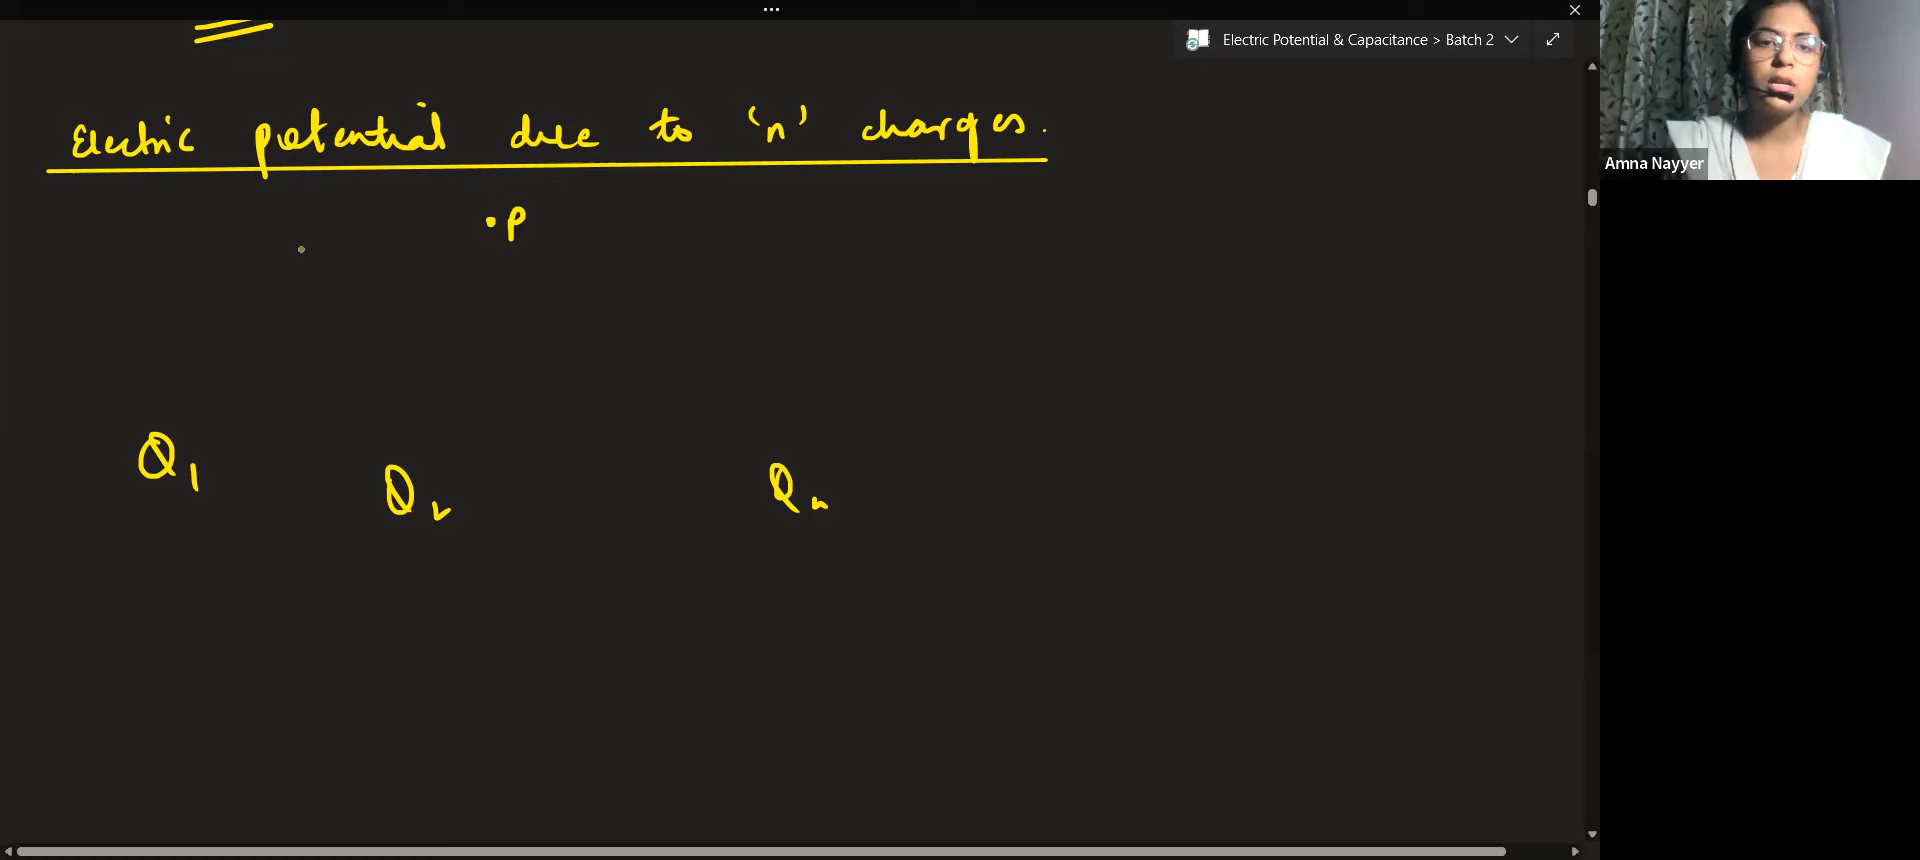 Electric Potential & Capacitance > Batch 2
Electric potential due to 'n' charges.
Amna Nayyer
. P
Q1
Q2
Qn